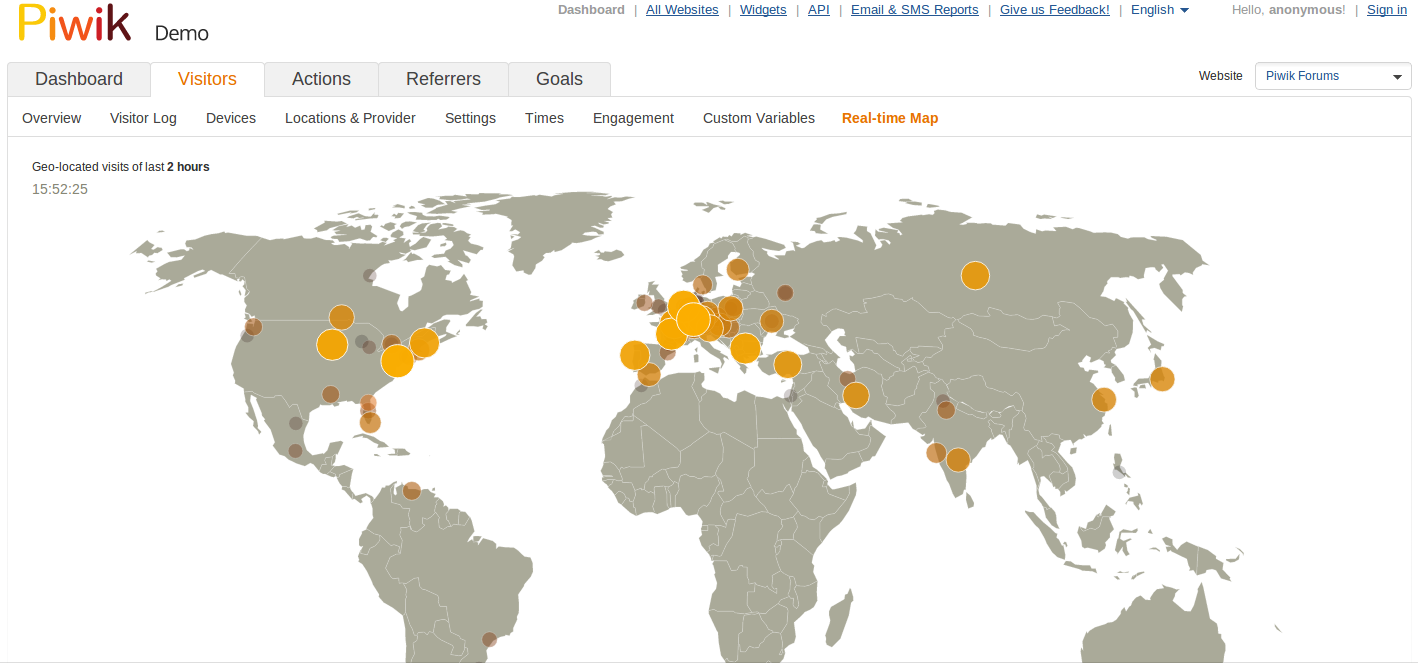 Piwik Demo
Dashboard | All Websites | Widgets | API | Email & SMS Reports | Give us Feedback! | English Hello, anonymous! | Sign in
Dashboard Visitors Actions Referrers Goals Website Piwik Forums
Overview Visitor Log Devices Locations & Provider Settings Times Engagement Custom Variables Real-time Map
Geo-located visits of last 2 hours
15:52:25